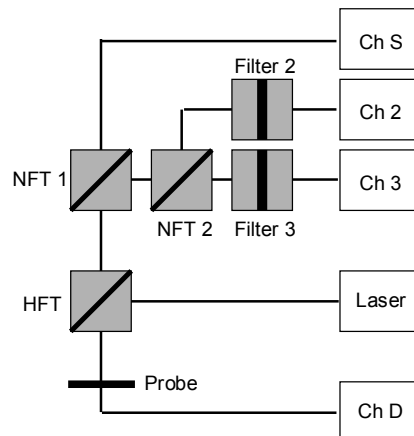 Ch S
Filter 2
Ch 2
NFT 1
Ch 3
NFT 2
Filter 3
HFT
Laser
Probe
Ch D